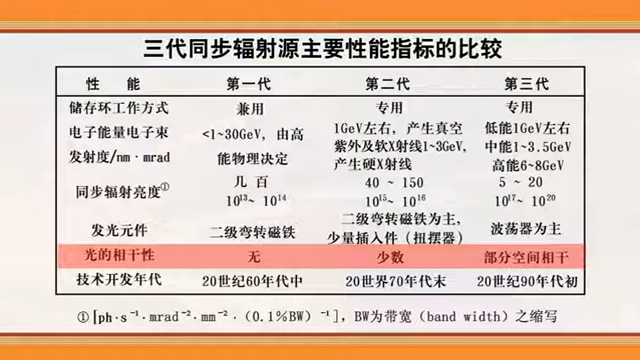 三代同步辐射源主要性能指标的比较
性 能 第一代 第二代 第三代
储存环工作方式 兼用 专用 专用
电子能量电子束 <1~30GeV，由高 1GeV左右，产生真空 低能1GeV左右
发射度/nm·mrad 能物理决定 紫外及软X射线1~3GeV， 中能1~3.5GeV
产生硬X射线 高能6~8GeV
同步辐射亮度① 几百 40 ~ 150 5 ~ 20
10¹³~ 10¹⁴ 10¹⁵~ 10¹⁶ 10¹⁷~ 10²⁰
发光元件 二级弯转磁铁 二级弯转磁铁为主， 波荡器为主
少量插入件（扭摆器）
光的相干性 无 少数 部分空间相干
技术开发年代 20世纪60年代中 20世界70年代末 20世纪90年代初
①［ph·s⁻¹·mrad⁻²·mm⁻²·（0.1%BW）⁻¹］，BW为带宽（band width）之缩写